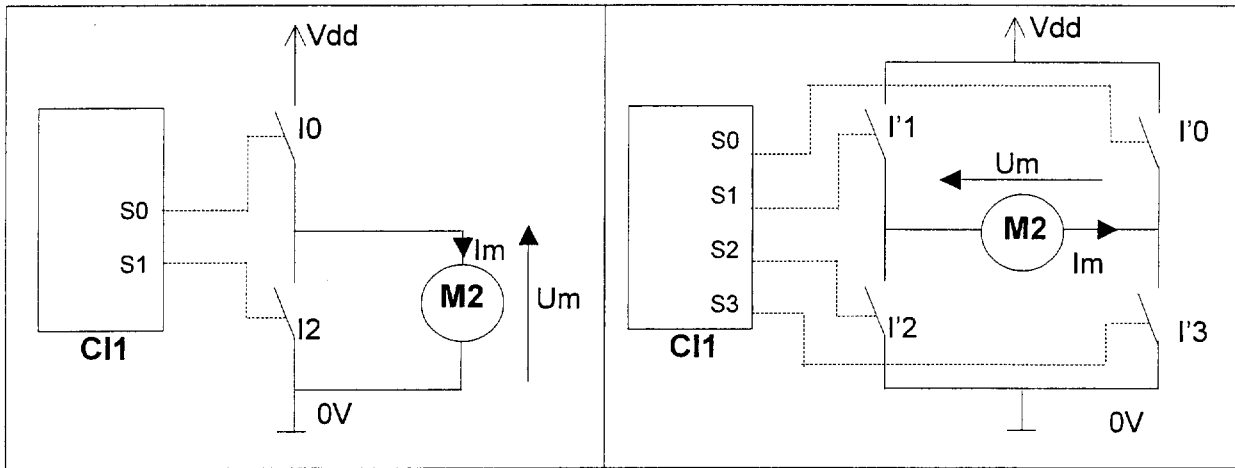 Vdd
I0
S0
S1
Im
M2
Um
I2
CI1
0V
Vdd
S0
I'1
I'0
Um
S1
M2
S2
Im
S3
I'2
I'3
CI1
0V